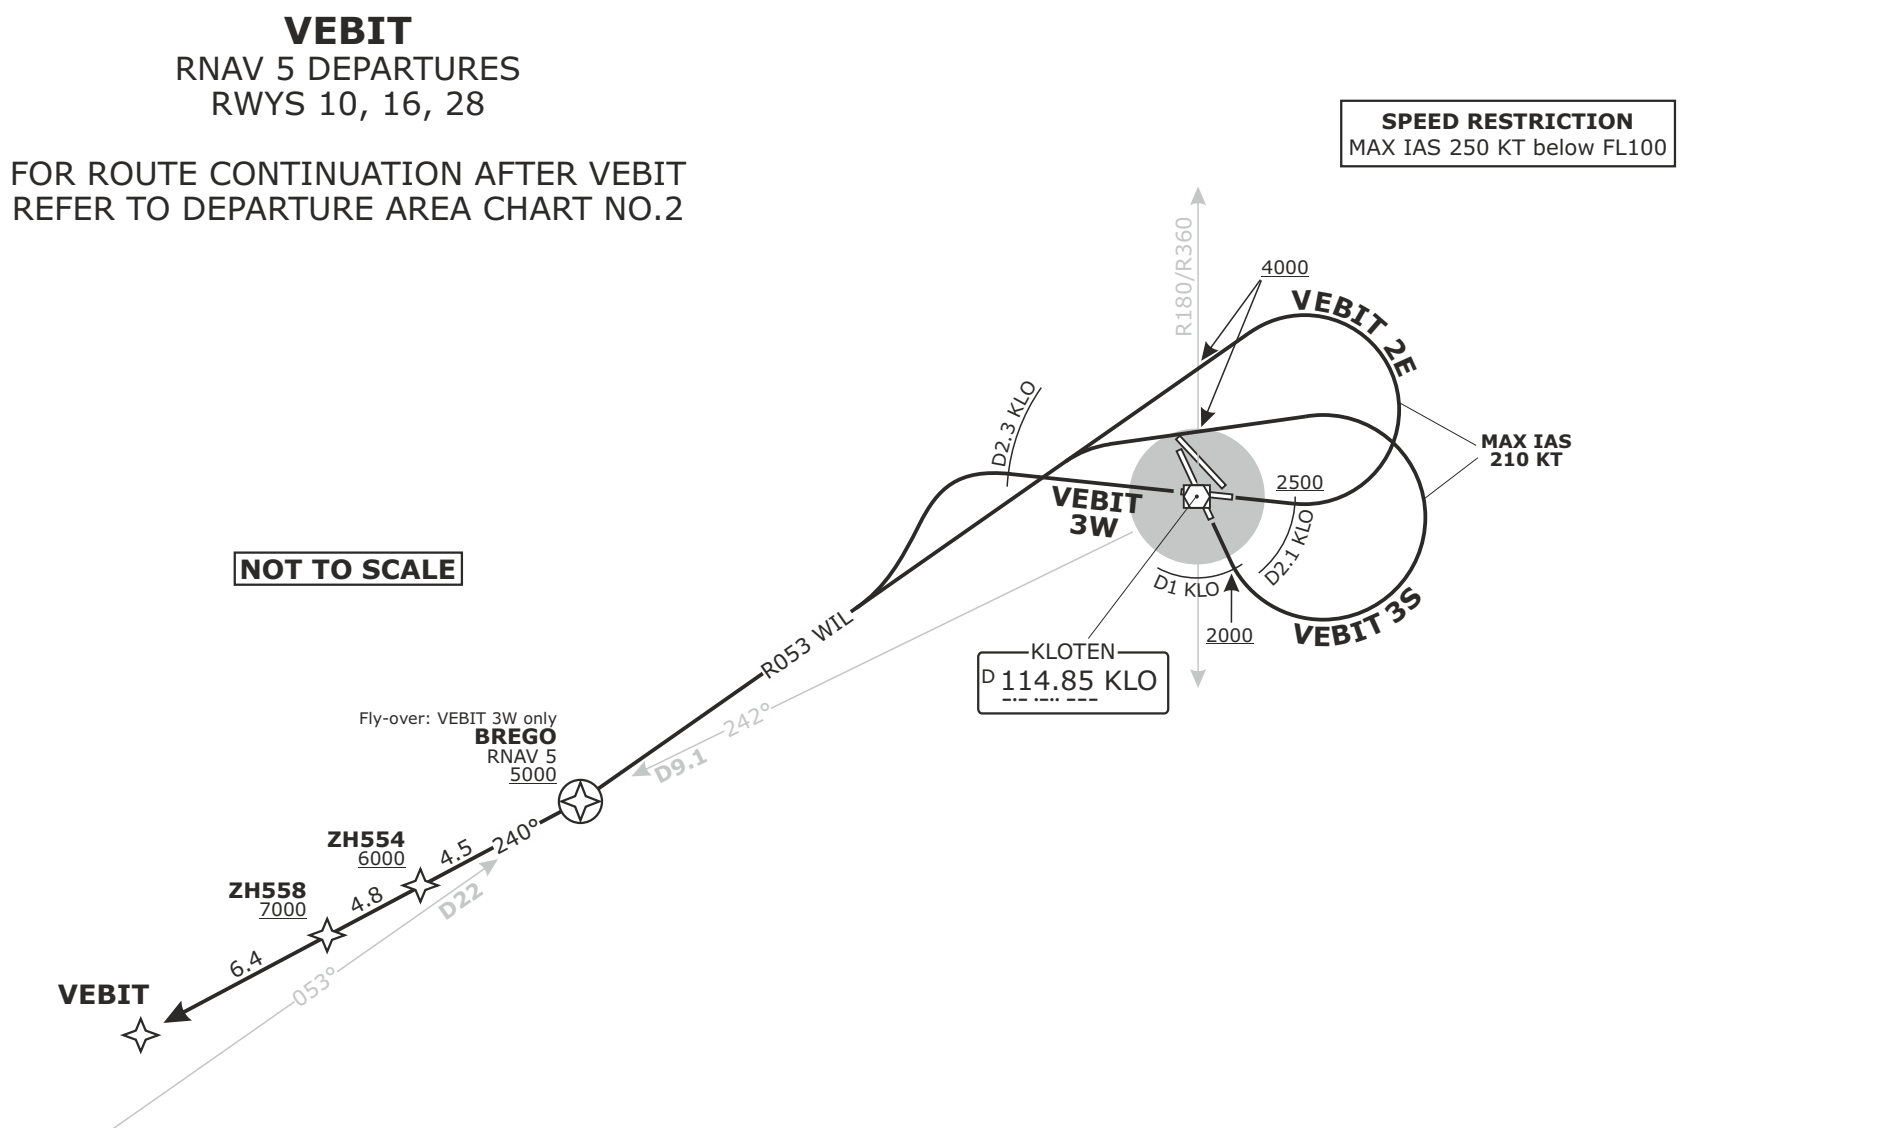 VEBIT
RNAV 5 DEPARTURES
RWYS 10, 16, 28
FOR ROUTE CONTINUATION AFTER VEBIT
REFER TO DEPARTURE AREA CHART NO.2
SPEED RESTRICTION
MAX IAS 250 KT below FL100
R180/R360
4000
VEBIT 2E
D2.3 KLO
MAX IAS
210 KT
2500
VEBIT
3W
D2.1 KLO
D1 KLO
VEBIT 3S
2000
NOT TO SCALE
R053 WIL
KLOTEN
D 114.85 KLO
242°
D9.1
Fly-over: VEBIT 3W only
BREGO
RNAV 5
5000
240°
ZH554
6000
4.5
D22
ZH558
7000
4.8
6.4
053°
VEBIT